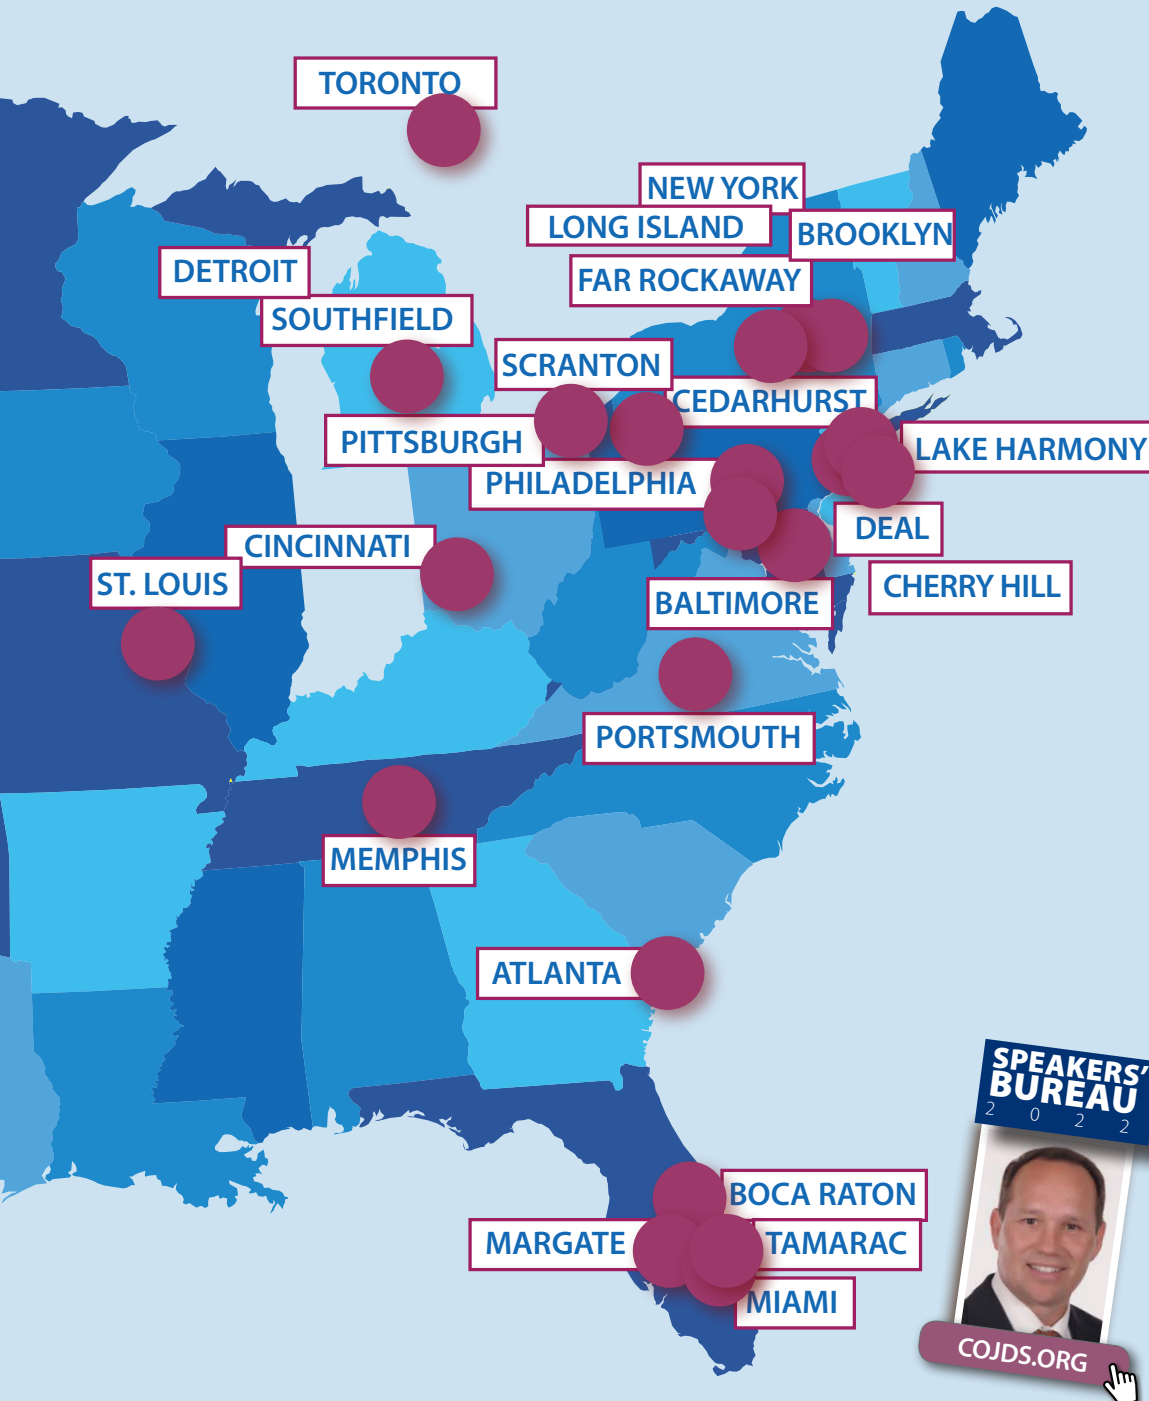 TORONTO
NEW YORK
LONG ISLAND
BROOKLYN
DETROIT
FAR ROCKAWAY
SOUTHFIELD
SCRANTON
CEDARHURST
PITTSBURGH
LAKE HARMONY
PHILADELPHIA
DEAL
CINCINNATI
ST. LOUIS
CHERRY HILL
BALTIMORE
PORTSMOUTH
MEMPHIS
ATLANTA
SPEAKERS'
BUREAU
2 0 2 2
BOCA RATON
MARGATE
TAMARAC
MIAMI
COJDS.ORG